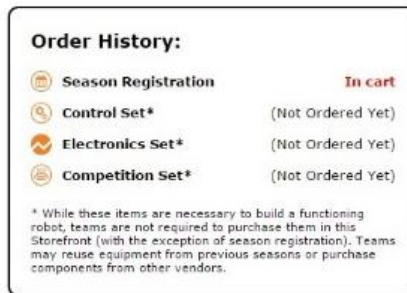 Order History:
Season Registration In cart
Control Set* (Not Ordered Yet)
Electronics Set* (Not Ordered Yet)
Competition Set* (Not Ordered Yet)
* While these items are necessary to build a functioning
robot, teams are not required to purchase them in this
Storefront (with the exception of season registration). Teams
may reuse equipment from previous seasons or purchase
components from other vendors.